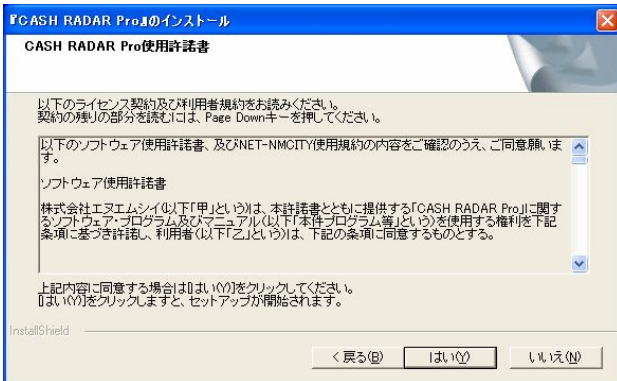 『CASH RADAR Pro』のインストール
CASH RADAR Pro使用許諾書
以下のライセンス契約及び利用者規約をお読みください。
契約の残りの部分を読むには、Page Downキーを押してください。
以下のソフトウェア使用許諾書、及びNET-NMCITY使用規約の内容をご確認のうえ、ご同意願いま
す。
ソフトウェア使用許諾書
株式会社エヌエムシイ(以下「甲」という)は、本許諾書とともに提供する「CASH RADAR Pro」に関す
るソフトウェア・プログラム及びマニュアル(以下「本件プログラム等」という)を使用する権利を下記
条項に基づき許諾し、利用者(以下「乙」という)は、下記の条項に同意するものとする。
上記内容に同意する場合は[はい(Y)]をクリックしてください。
[はい(Y)]をクリックしますと、セットアップが開始されます。
InstallShield
< 戻る(B)
はい(Y)
いいえ(N)